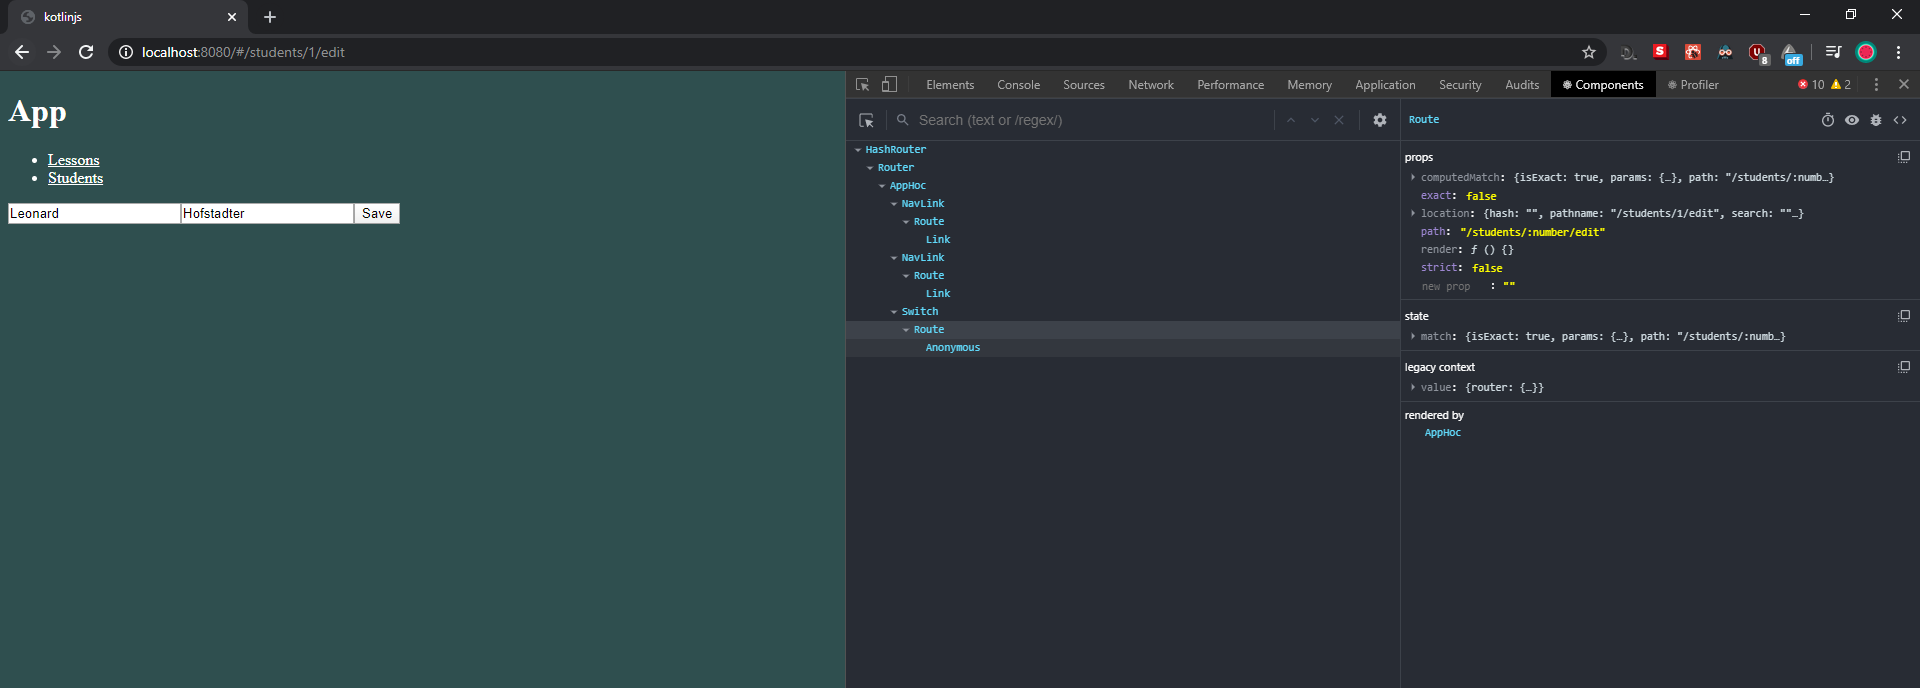 kotlinjs
localhost:8080/#/students/1/edit
8
off
App
Lessons
Students
Leonard Hofstadter Save
Elements Console Sources Network Performance Memory Application Security Audits Components Profiler 10 2
Search (text or /regex/)
HashRouter
Router
AppHoc
NavLink
Route
Link
NavLink
Route
Link
Switch
Route
Anonymous
Route
props
computedMatch: {isExact: true, params: {…}, path: "/students/:numb…}
exact: false
location: {hash: "", pathname: "/students/1/edit", search: ""…}
path: "/students/:number/edit"
render: ƒ () {}
strict: false
new prop : ""
state
match: {isExact: true, params: {…}, path: "/students/:numb…}
legacy context
value: {router: {…}}
rendered by
AppHoc